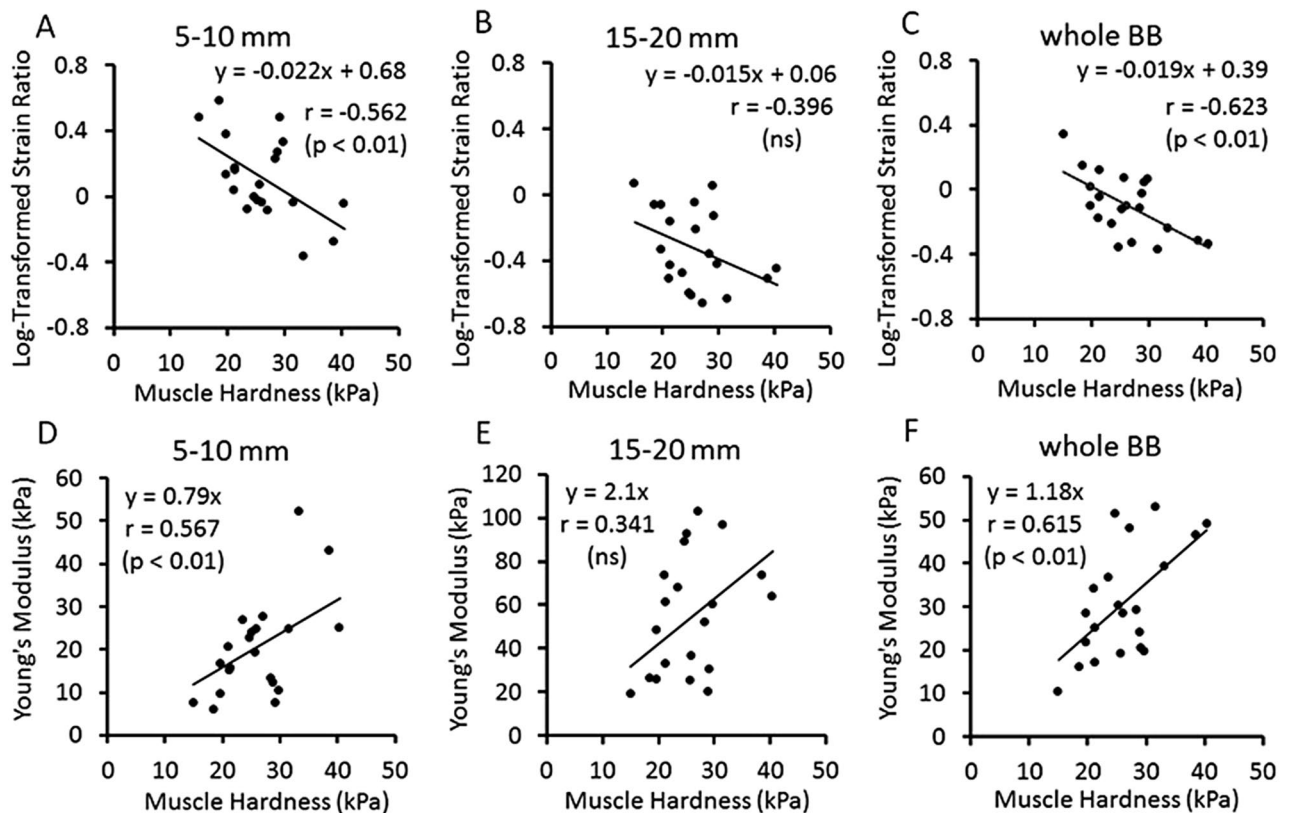 A
5-10 mm
y = -0.022x + 0.68
r = -0.562
(p < 0.01)
Log-Transformed Strain Ratio
0.8
0.4
0
-0.4
-0.8
0 10 20 30 40 50
Muscle Hardness (kPa)
B
15-20 mm
y = -0.015x + 0.06
r = -0.396
(ns)
Log-Transformed Strain Ratio
0.8
0.4
0
-0.4
-0.8
0 10 20 30 40 50
Muscle Hardness (kPa)
C
whole BB
y = -0.019x + 0.39
r = -0.623
(p < 0.01)
Log-Transformed Strain Ratio
0.8
0.4
0
-0.4
-0.8
0 10 20 30 40 50
Muscle Hardness (kPa)
D
5-10 mm
y = 0.79x
r = 0.567
(p < 0.01)
Young's Modulus (kPa)
60
50
40
30
20
10
0
0 10 20 30 40 50
Muscle Hardness (kPa)
E
15-20 mm
y = 2.1x
r = 0.341
(ns)
Young's Modulus (kPa)
120
100
80
60
40
20
0
0 10 20 30 40 50
Muscle Hardness (kPa)
F
whole BB
y = 1.18x
r = 0.615
(p < 0.01)
Young's Modulus (kPa)
60
50
40
30
20
10
0
0 10 20 30 40 50
Muscle Hardness (kPa)